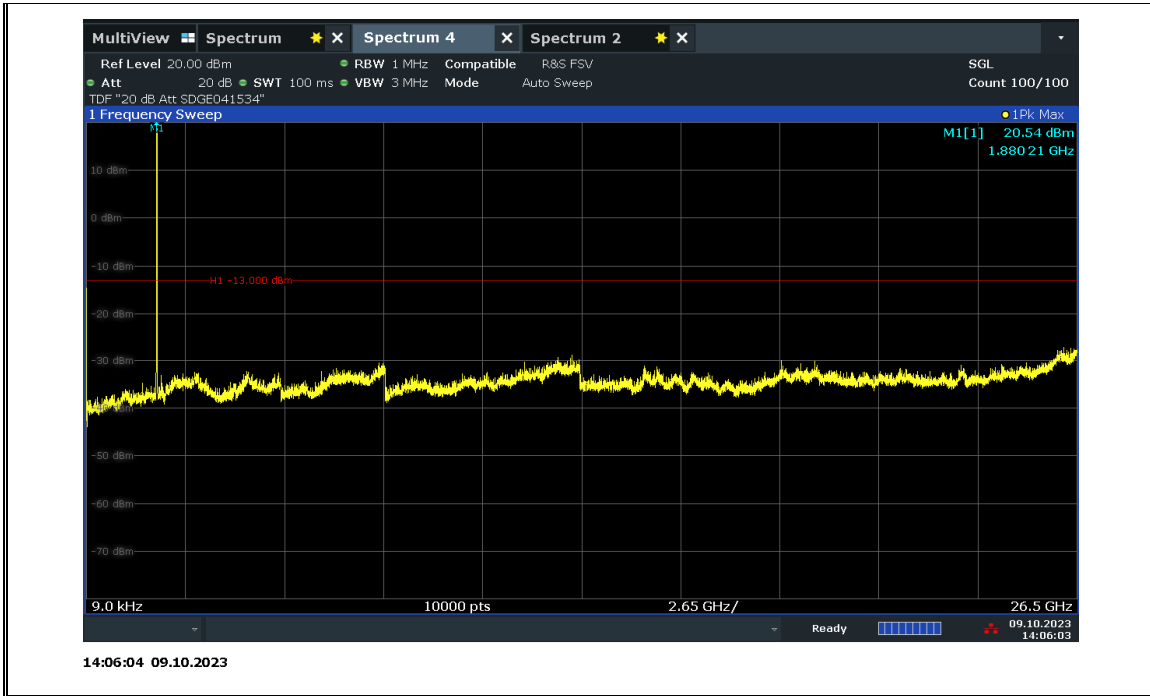 MultiView Spectrum Spectrum 4 Spectrum 2
Ref Level 20.00 dBm RBW 1 MHz Compatible R&S FSV SGL
Att 20 dB SWT 100 ms VBW 3 MHz Mode Auto Sweep Count 100/100
TDF "20 dB Att SDGE041534"
1 Frequency Sweep 1Pk Max
M1
M1[1] 20.54 dBm
1.880 21 GHz
10 dBm
0 dBm
-10 dBm
H1 -13.000 dBm
-20 dBm
-30 dBm
-50 dBm
-60 dBm
-70 dBm
9.0 kHz 10000 pts 2.65 GHz/ 26.5 GHz
Ready 09.10.2023
14:06:03
14:06:04 09.10.2023